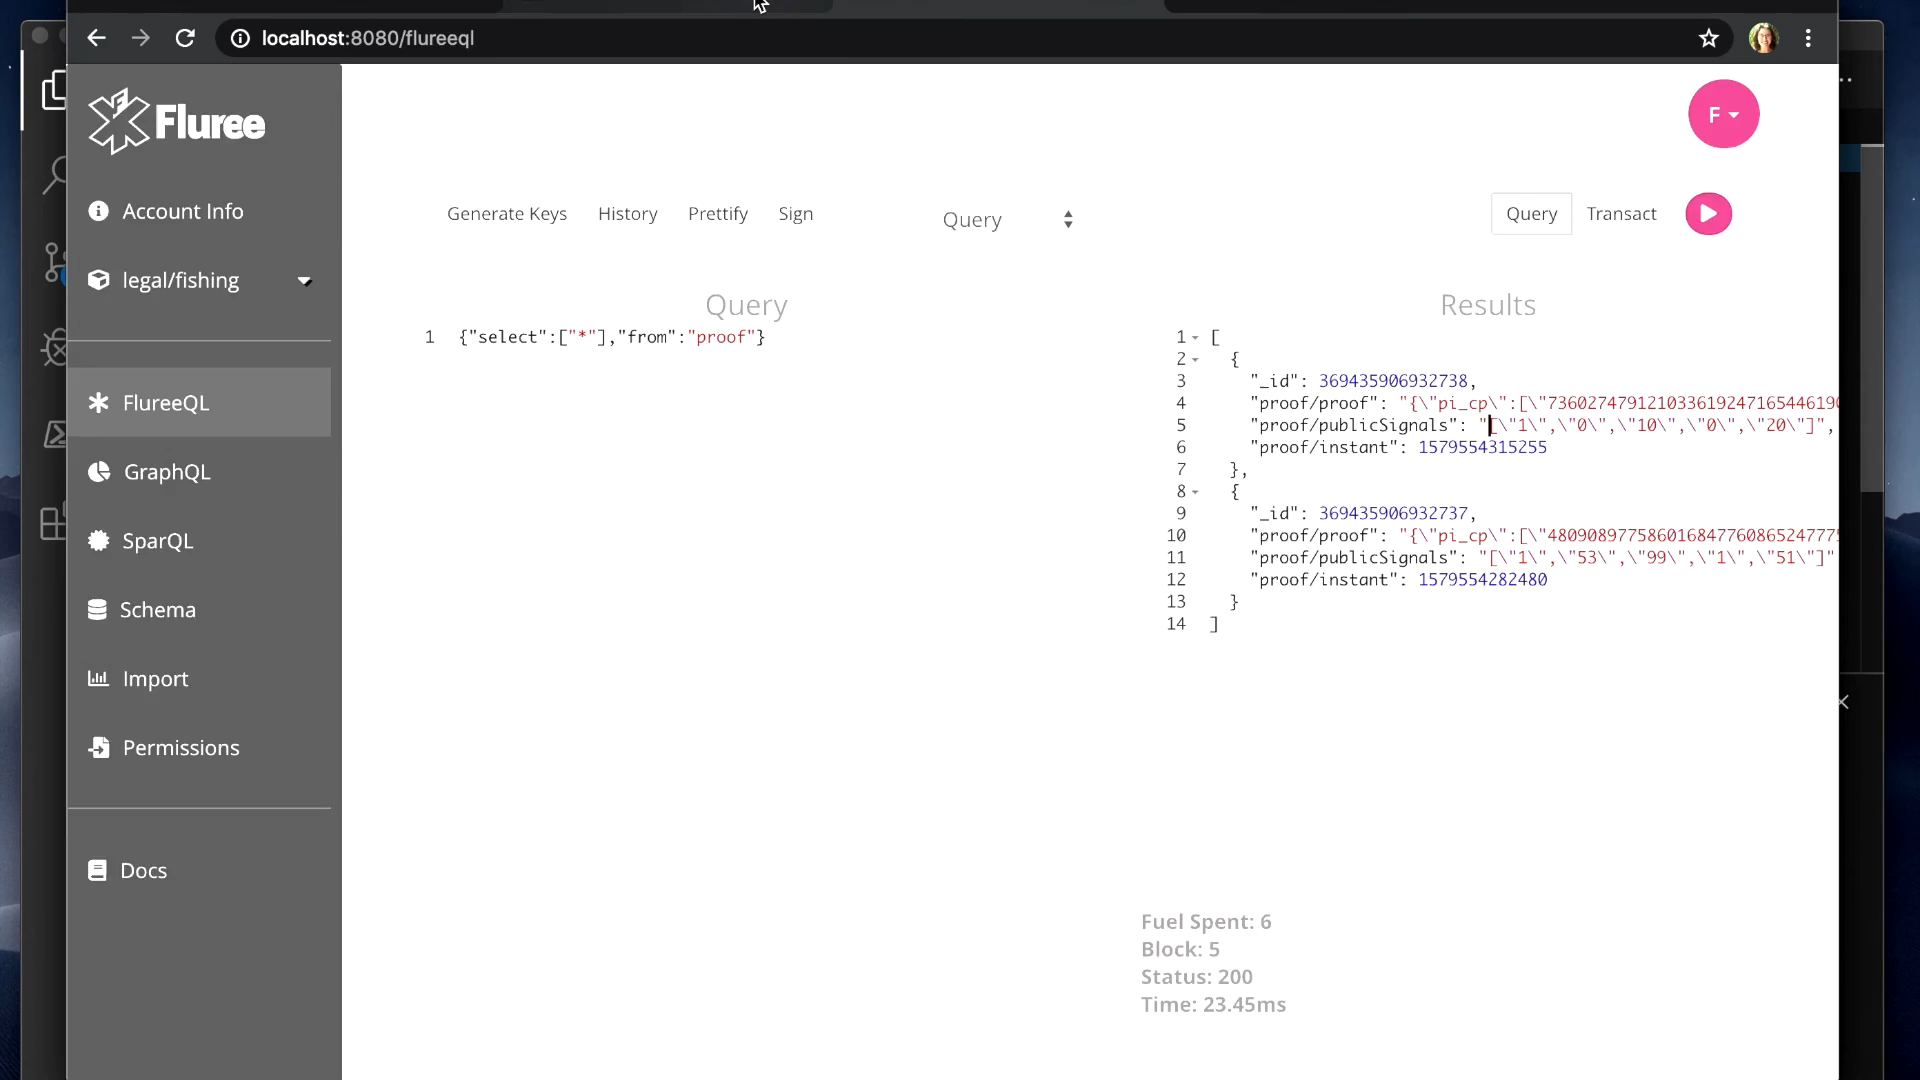 localhost:8080/flureeql
Fluree
F
Account Info
Generate Keys History Prettify Sign Query Query Transact
legal/fishing
Query Results
1 {"select":["*"],"from":"proof"}
1 [
2 {
3 "_id": 369435906932738,
4 "proof/proof": "{\"pi_cp\":[\"
5 "proof/publicSignals": "[\"1\",\"0\",\"10\",\"0\",\"20\"]",
6 "proof/instant": 1579554315255
7 },
8 {
9 "_id": 369435906932737,
10 "proof/proof": "{\"pi_cp\":[\"
11 "proof/publicSignals": "[\"1\",\"53\",\"99\",\"1\",\"51\"]"
12 "proof/instant": 1579554282480
13 }
14 ]
FlureeQL
GraphQL
SparQL
Schema
Import
Permissions
Docs
Fuel Spent: 6
Block: 5
Status: 200
Time: 23.45ms